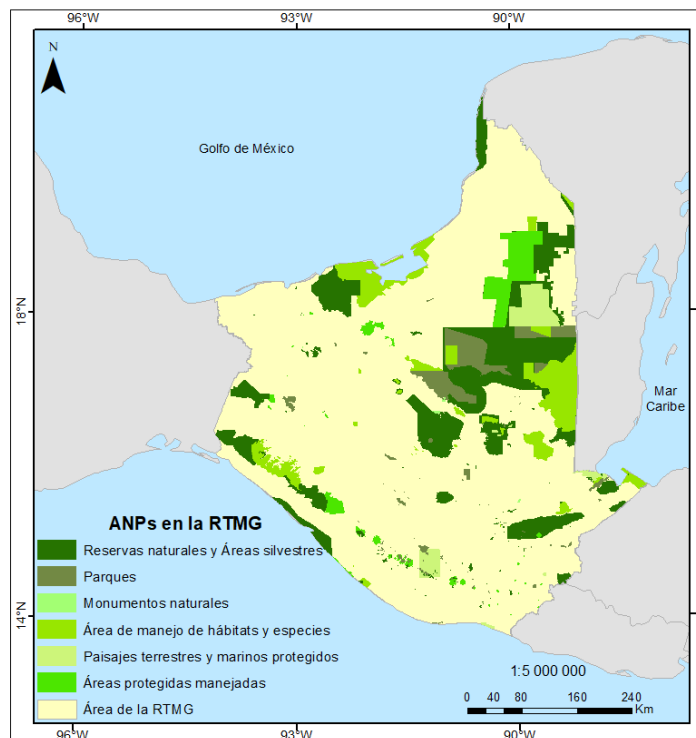 96°W 93°W 90°W
N
Golfo de México
18°N
18°N
Mar
Caribe
ANPs en la RTMG
Reservas naturales y Áreas silvestres
Parques
Monumentos naturales
Área de manejo de hábitats y especies
Paisajes terrestres y marinos protegidos
Áreas protegidas manejadas
Área de la RTMG
14°N
14°N
1:5 000 000
0 40 80 160 240
Km
96°W 93°W 90°W